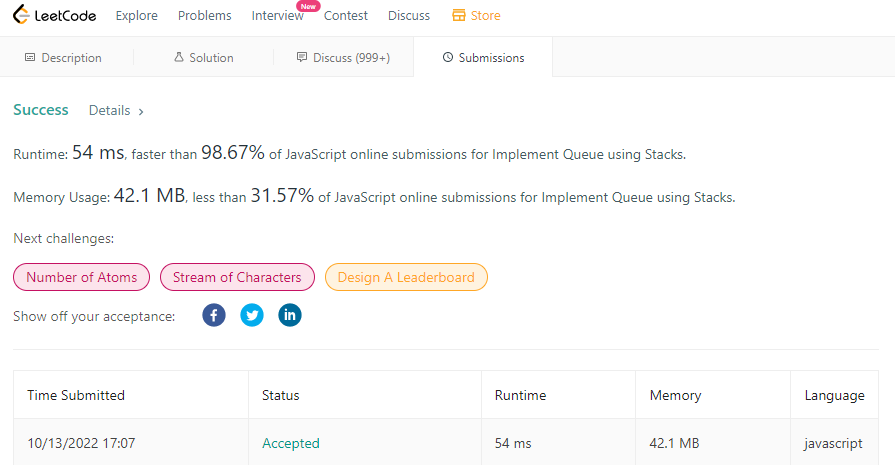 LeetCode Explore Problems Interview New Contest Discuss Store
Description Solution Discuss (999+) Submissions
Success Details >
Runtime: 54 ms, faster than 98.67% of JavaScript online submissions for Implement Queue using Stacks.
Memory Usage: 42.1 MB, less than 31.57% of JavaScript online submissions for Implement Queue using Stacks.
Next challenges:
Number of Atoms Stream of Characters Design A Leaderboard
Show off your acceptance: f in
Time Submitted Status Runtime Memory Language
10/13/2022 17:07 Accepted 54 ms 42.1 MB javascript